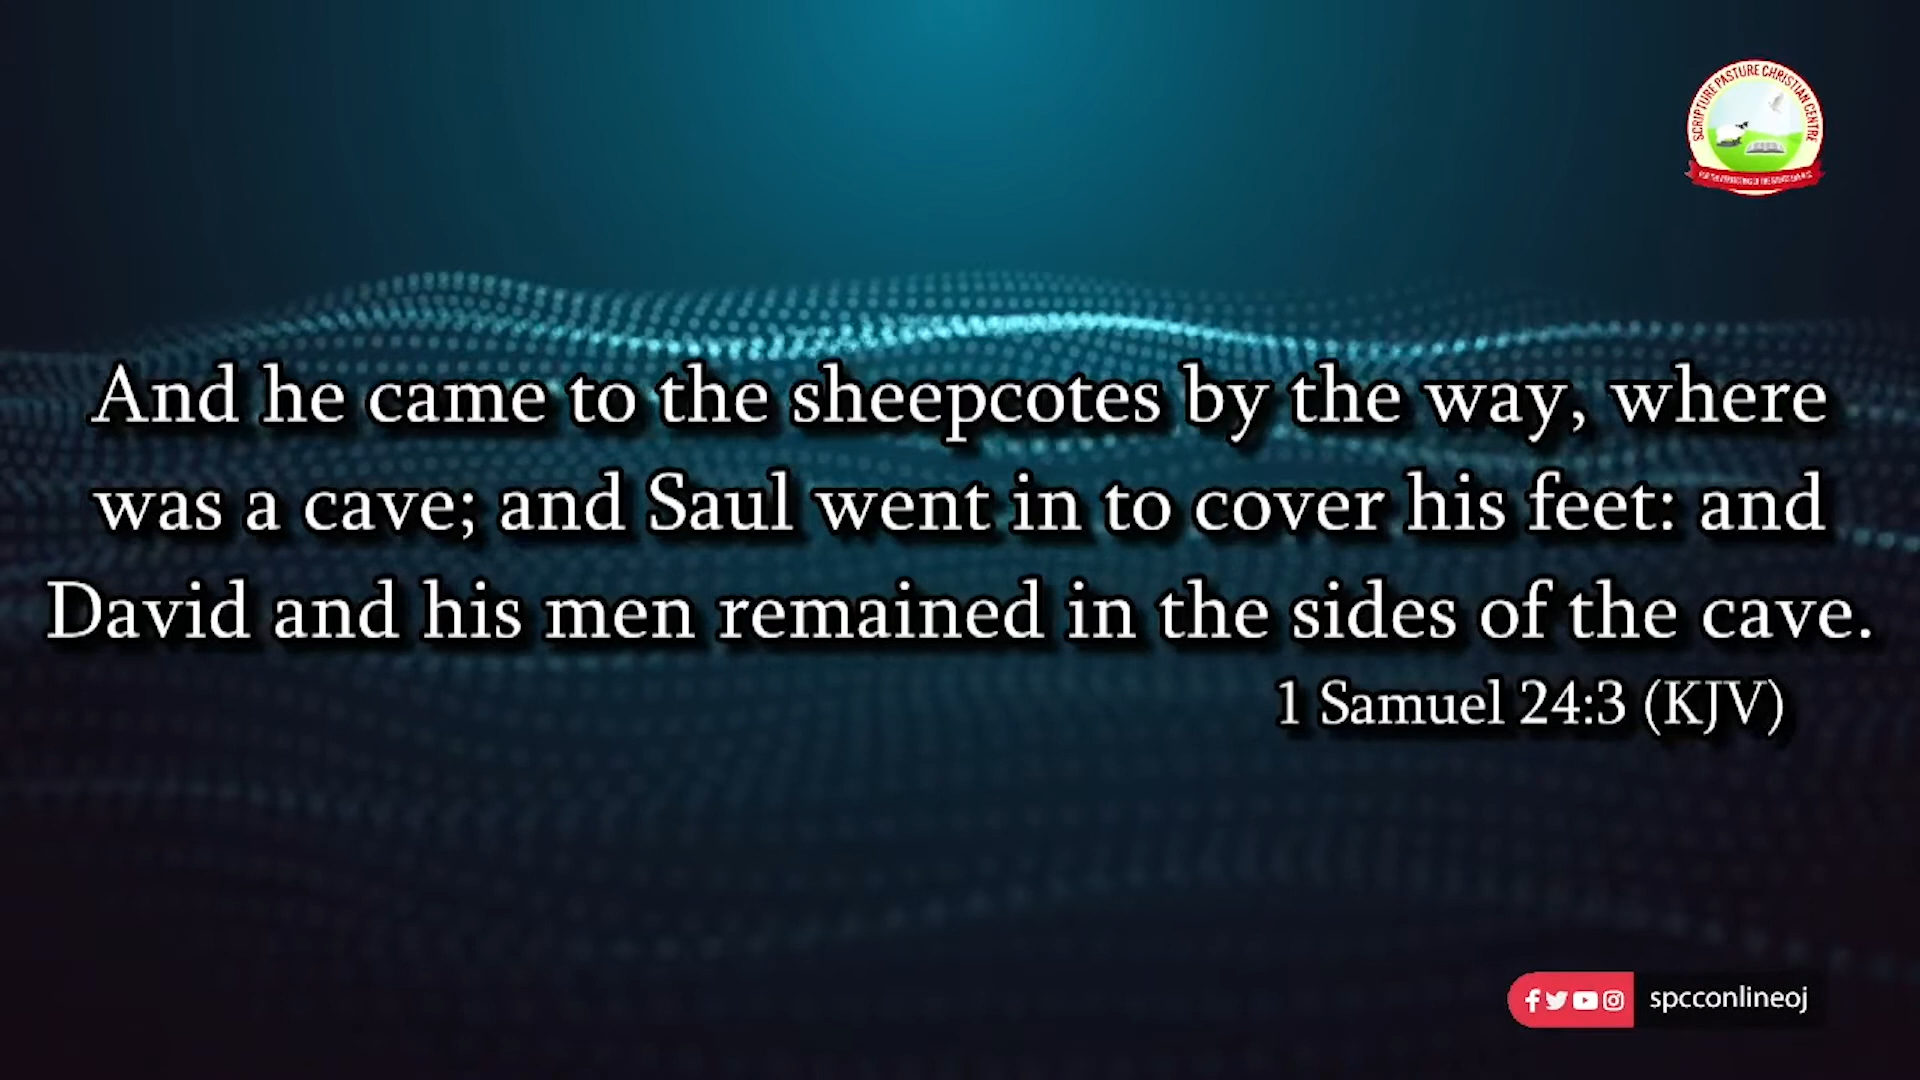 SCRIPTURE PASTURE CHRISTIAN CENTRE
And he came to the sheepcotes by the way, where
was a cave; and Saul went in to cover his feet: and
David and his men remained in the sides of the cave.
1 Samuel 24:3 (KJV)
spcconlineoj